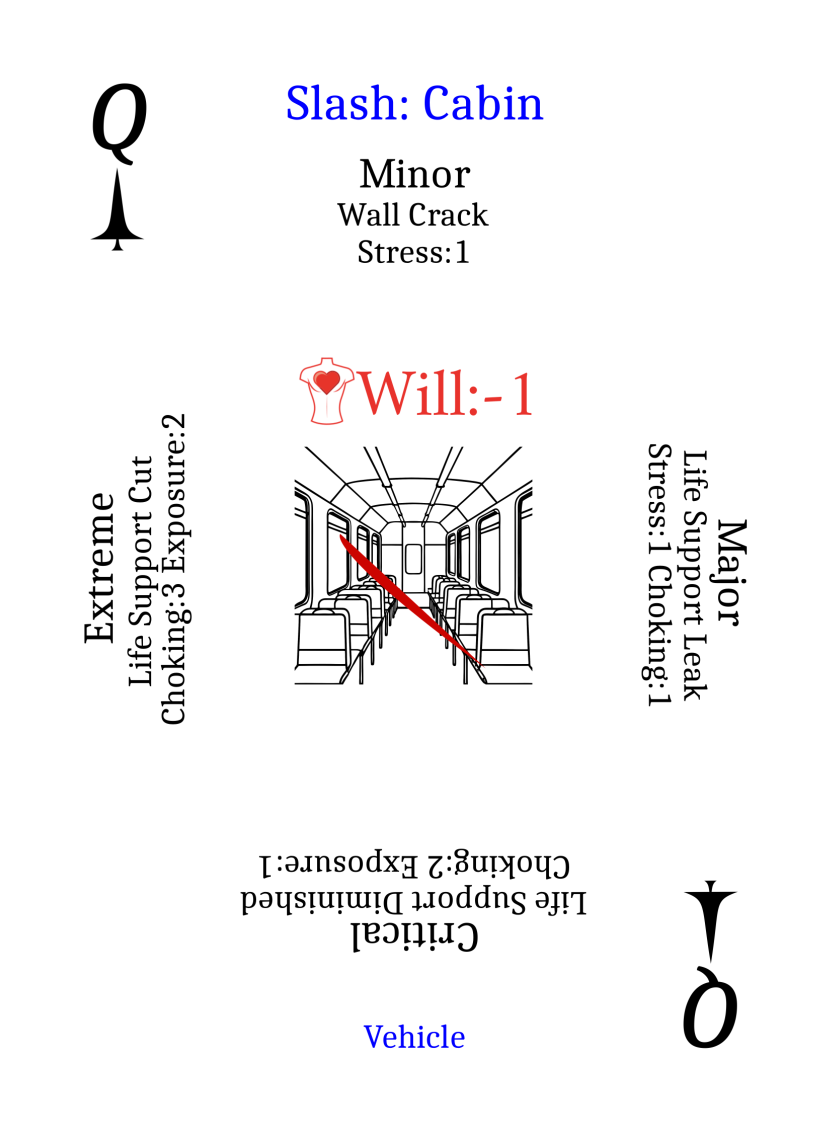 Q
Slash: Cabin
Minor
Wall Crack
Stress:1
Will:-1
Extreme
Life Support Cut
Choking:3 Exposure:2
Major
Life Support Leak
Stress:1 Choking:1
Critical
Life Support Diminished
Choking:2 Exposure:1
Vehicle
Q